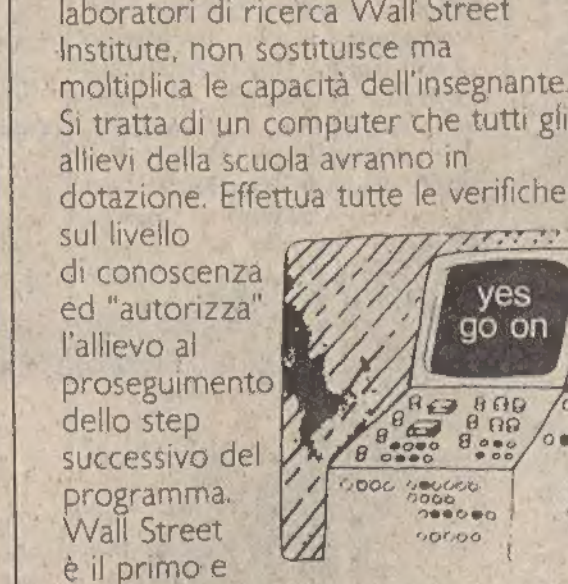 laboratori di ricerca Wall Street
Institute, non sostituisce ma
moltiplica le capacità dell'insegnante.
Si tratta di un computer che tutti gli
allievi della scuola avranno in
dotazione. Effettua tutte le verifiche
sul livello
di conoscenza
ed "autorizza"
l'allievo al
proseguimento
dello step
successivo del
programma.
Wall Street
è il primo e
yes
go on